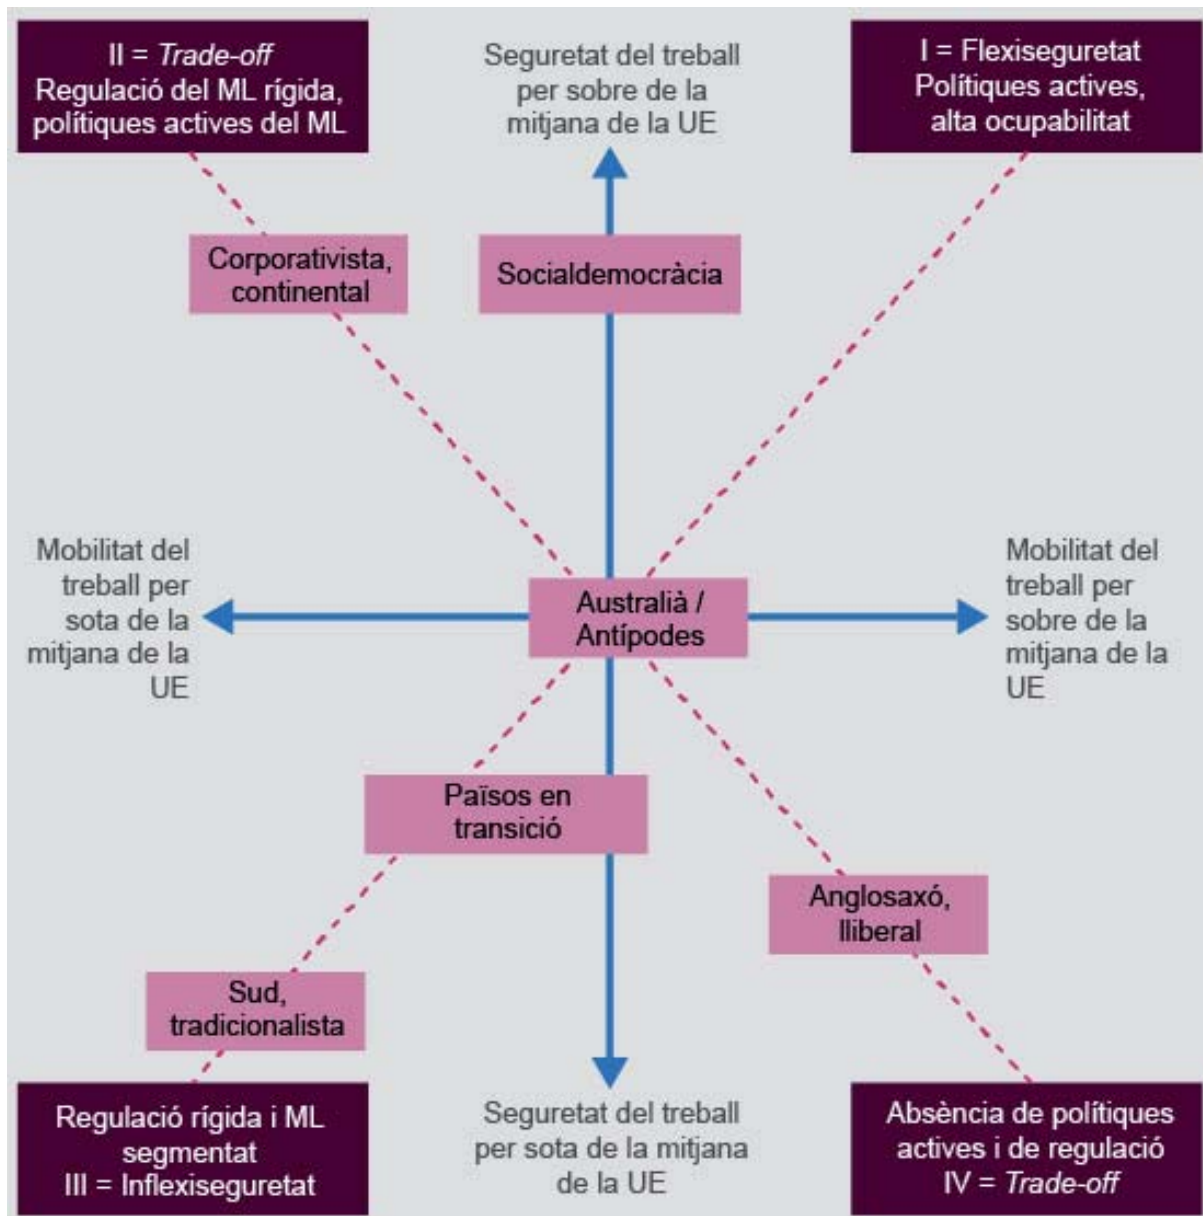 II = Trade-off
Regulació del ML rígida,
polítiques actives del ML
Seguretat del treball
per sobre de la
mitjana de la UE
I = Flexiseguretat
Polítiques actives,
alta ocupabilitat
Corporativista,
continental
Socialdemocràcia
Mobilitat del
treball per
sota de la
mitjana de la
UE
Australià /
Antípodes
Mobilitat del
treball per
sobre de la
mitjana de la
UE
Països en
transició
Anglosaxó,
lliberal
Sud,
tradicionalista
Regulació rígida i ML
segmentat
III = Inflexiseguretat
Seguretat del treball
per sota de la mitjana
de la UE
Absència de polítiques
actives i de regulació
IV = Trade-off